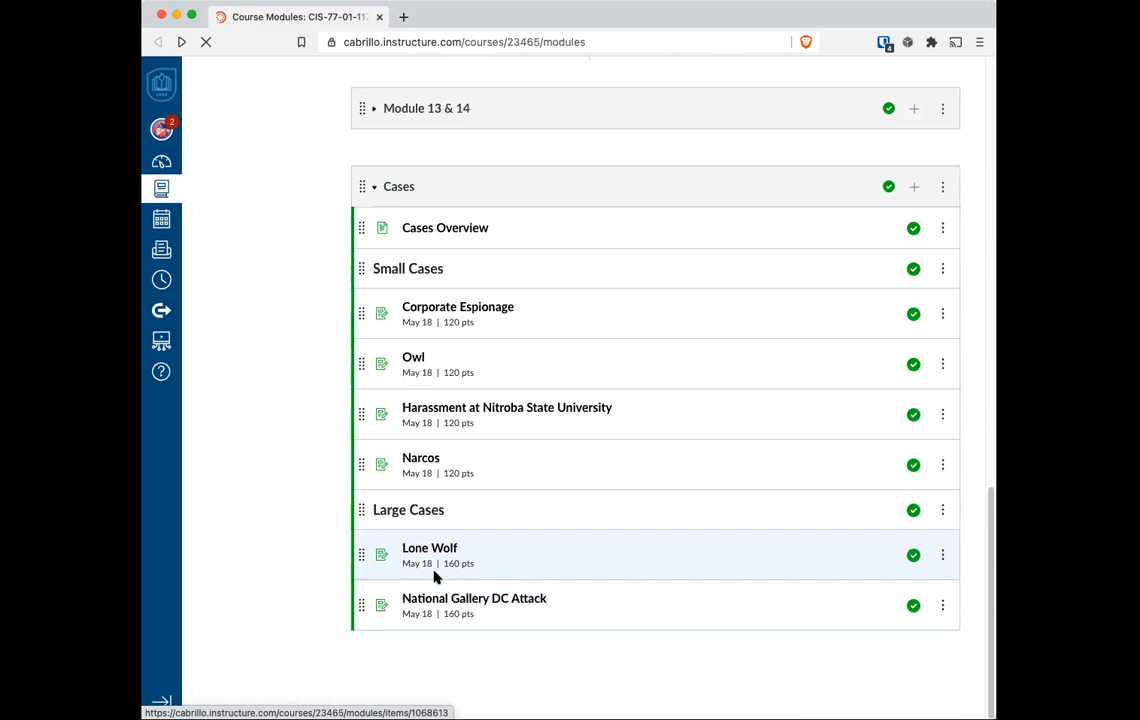 Course Modules: CIS-77-01-117
cabrillo.instructure.com/courses/23465/modules
4
2
Module 13 & 14
Cases
Cases Overview
Small Cases
Corporate Espionage
May 18 | 120 pts
Owl
May 18 | 120 pts
Harassment at Nitroba State University
May 18 | 120 pts
Narcos
May 18 | 120 pts
Large Cases
Lone Wolf
May 18 | 160 pts
National Gallery DC Attack
May 18 | 160 pts
https://cabrillo.instructure.com/courses/23465/modules/items/1068613